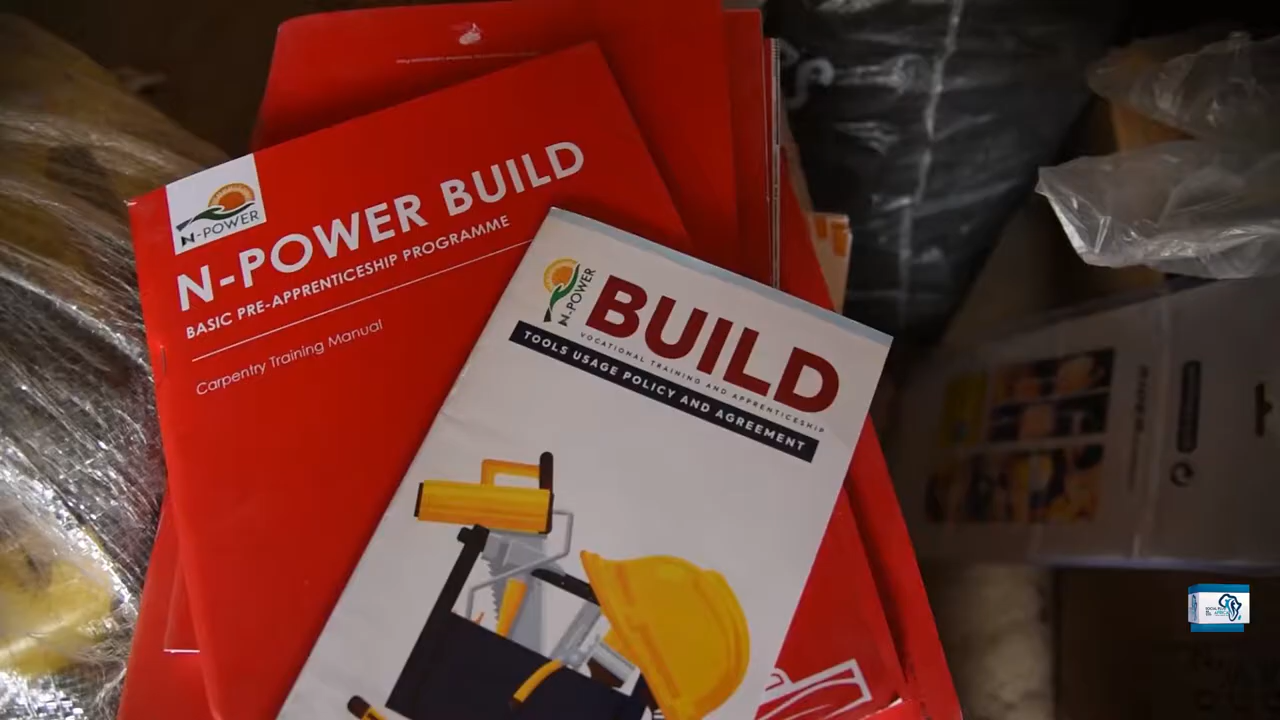 N-POWER
N-POWER BUILD
BASIC PRE-APPRENTICESHIP PROGRAMME
Carpentry Training Manual
N-POWER
BUILD
VOCATIONAL TRAINING AND APPRENTICESHIP
TOOLS USAGE POLICY AND AGREEMENT